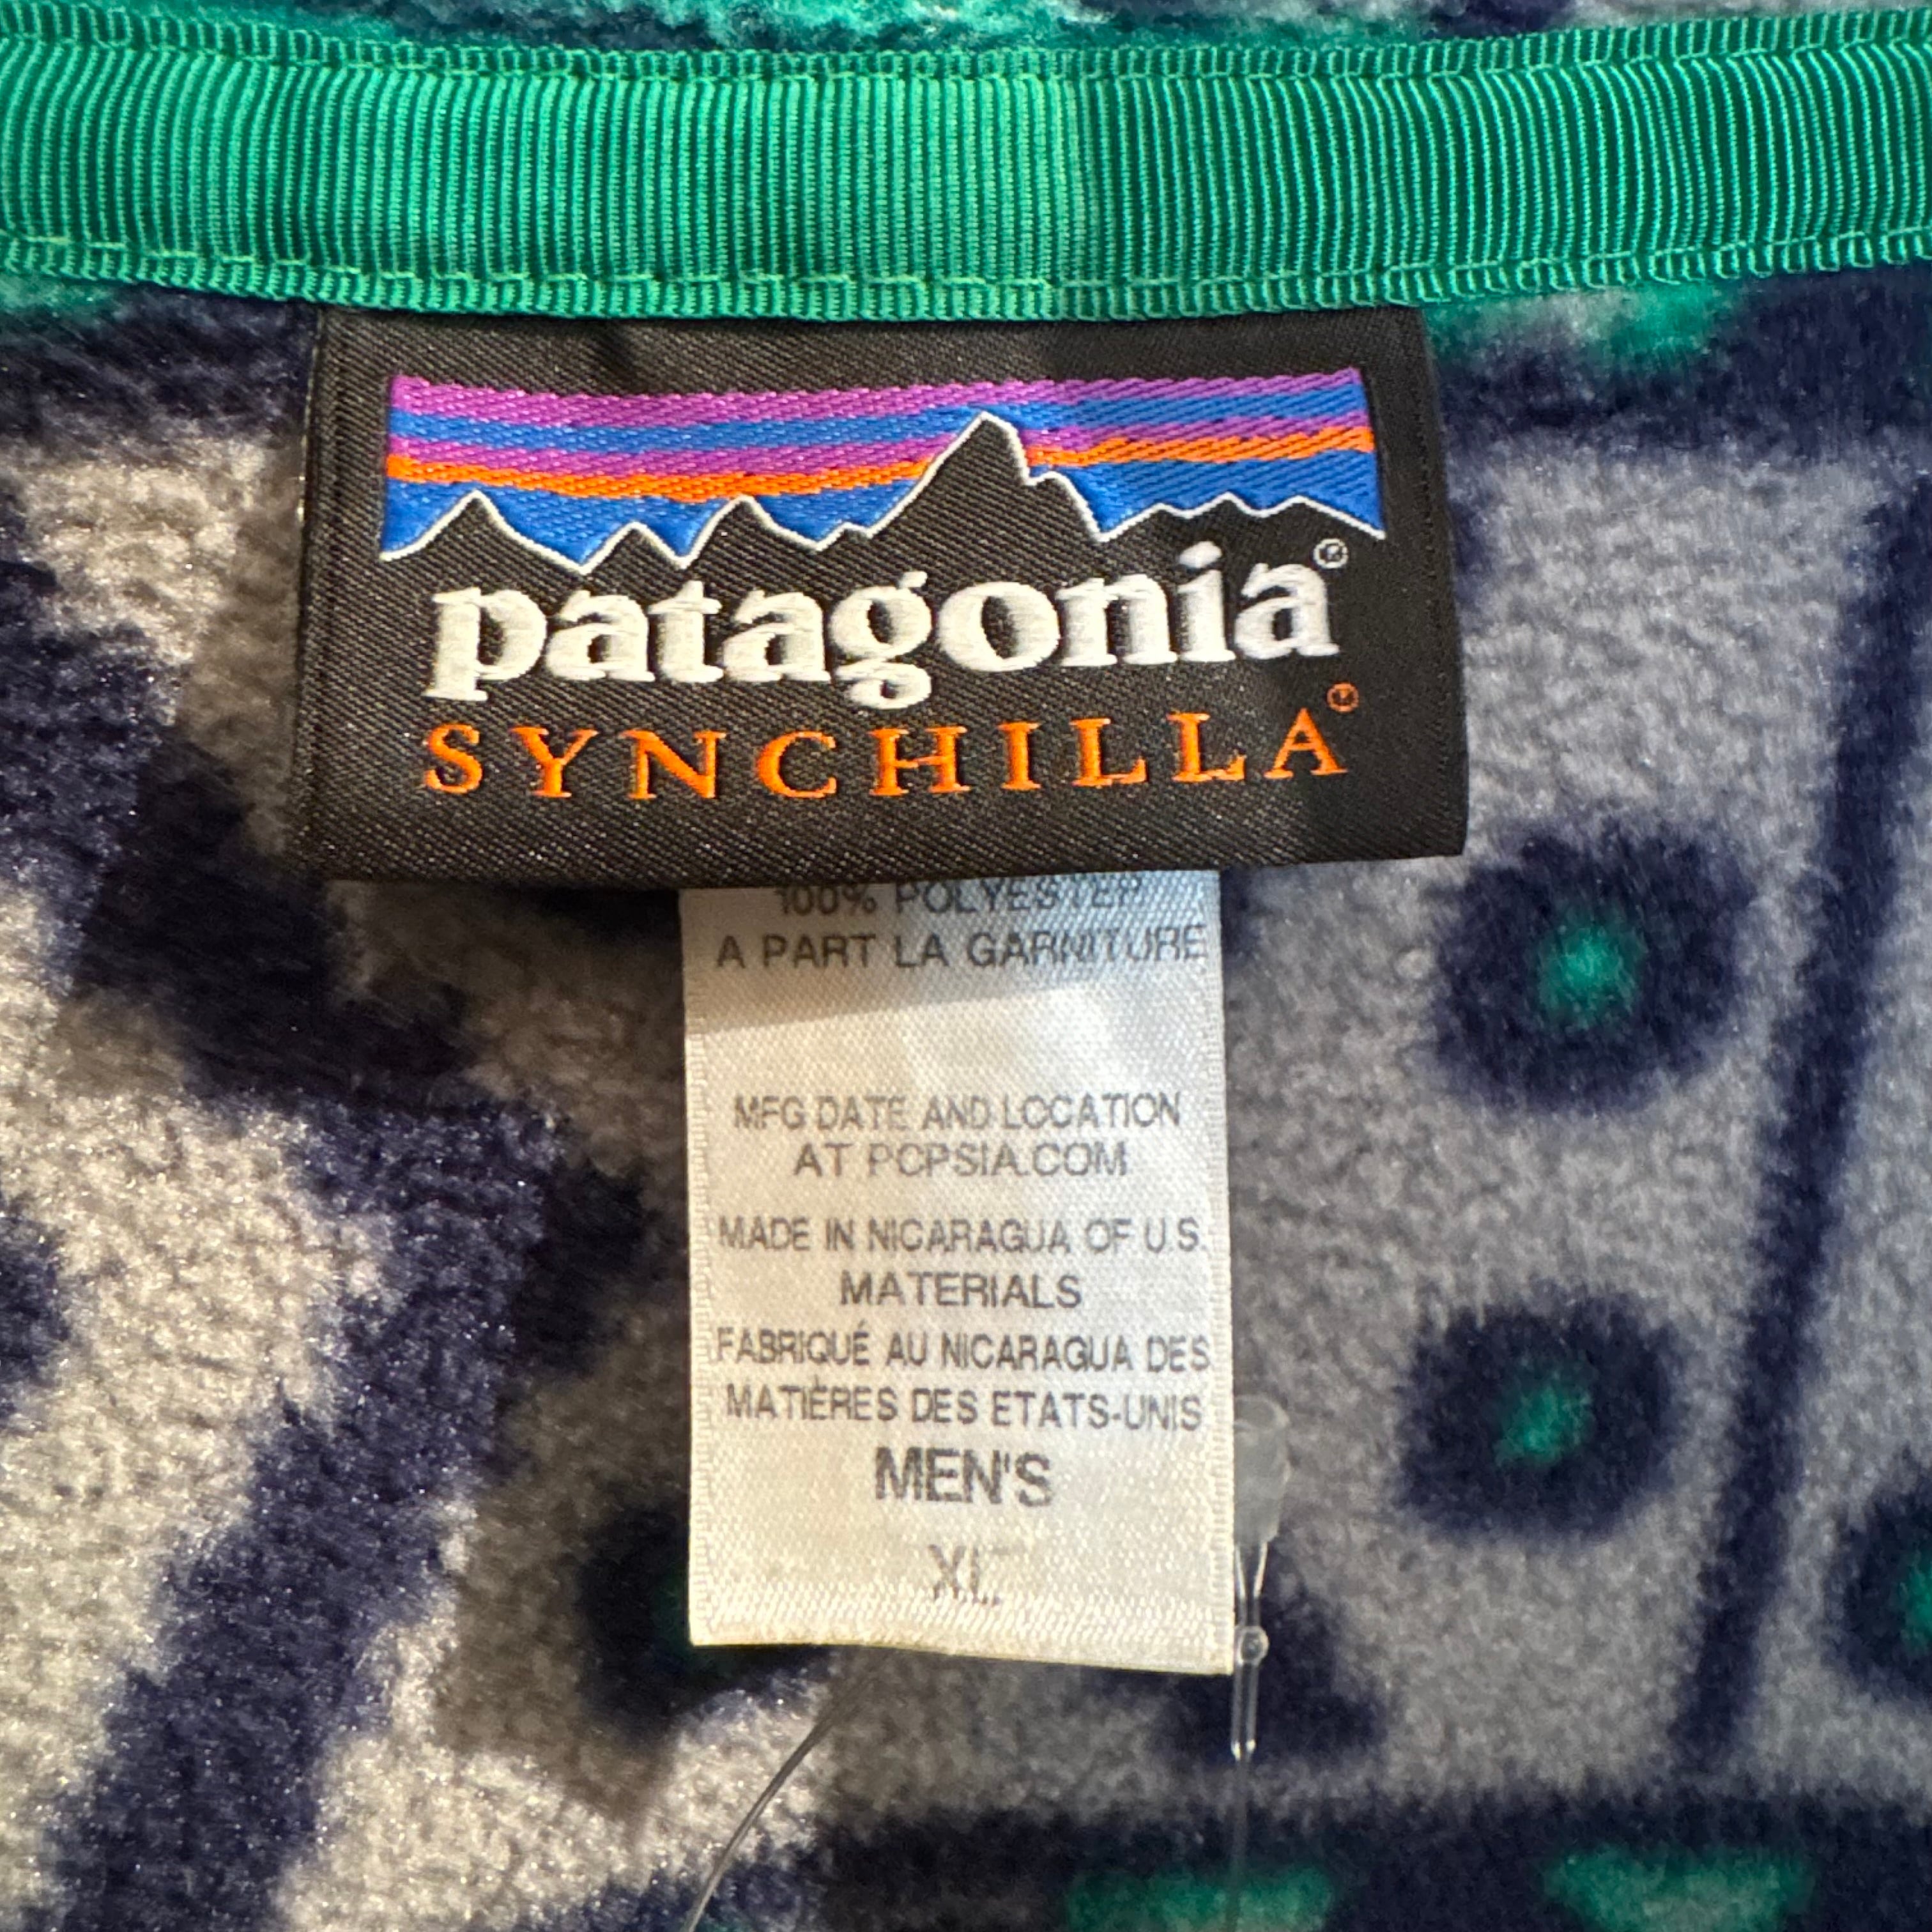 patagonia®
SYNCHILLA®
100% POLYESTER
A PART LA GARNITURE
MFG DATE AND LOCATION
AT PCPSIA.COM
MADE IN NICARAGUA OF U.S.
MATERIALS
FABRIQUÉ AU NICARAGUA DES
MATIÈRES DES ETATS-UNIS
MEN'S
XL